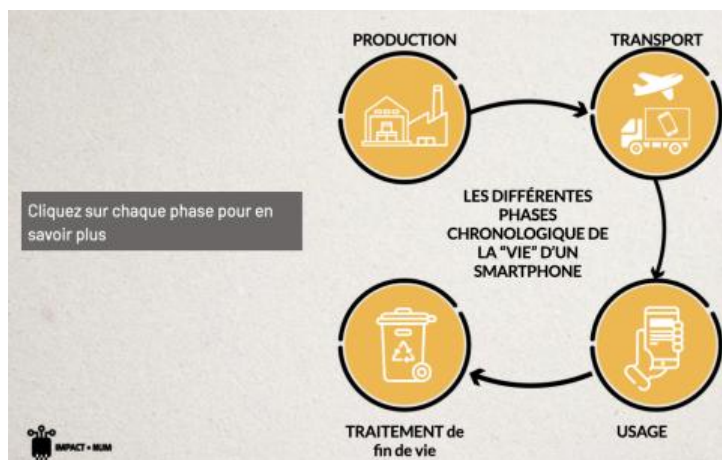 PRODUCTION
TRANSPORT
Cliquez sur chaque phase pour en
savoir plus
LES DIFFÉRENTES
PHASES
CHRONOLOGIQUE DE
LA "VIE" D'UN
SMARTPHONE
TRAITEMENT de
fin de vie
USAGE
IMPACT • NUM